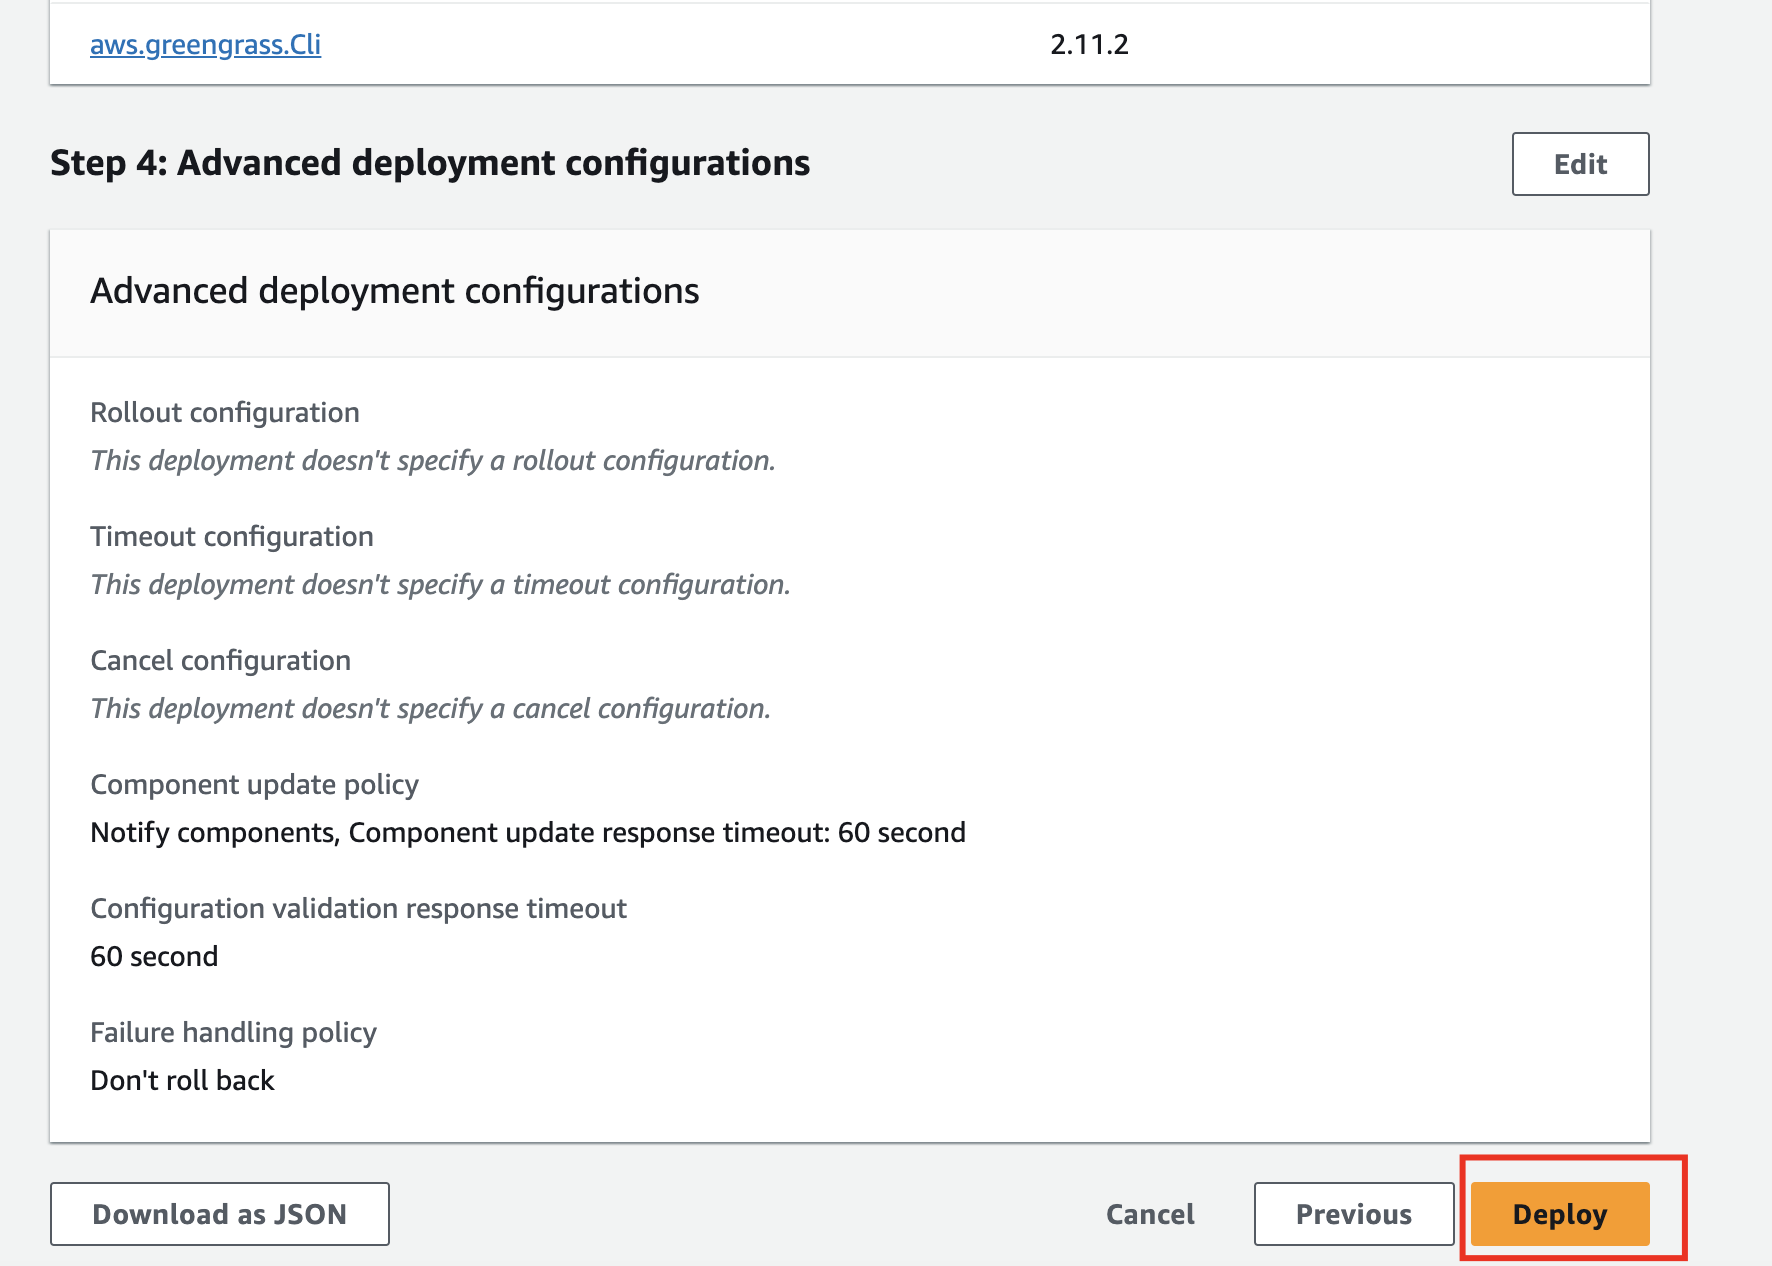 aws.greengrass.Cli 2.11.2
Step 4: Advanced deployment configurations
Edit
Advanced deployment configurations
Rollout configuration
This deployment doesn't specify a rollout configuration.
Timeout configuration
This deployment doesn't specify a timeout configuration.
Cancel configuration
This deployment doesn't specify a cancel configuration.
Component update policy
Notify components, Component update response timeout: 60 second
Configuration validation response timeout
60 second
Failure handling policy
Don't roll back
Download as JSON Cancel Previous Deploy